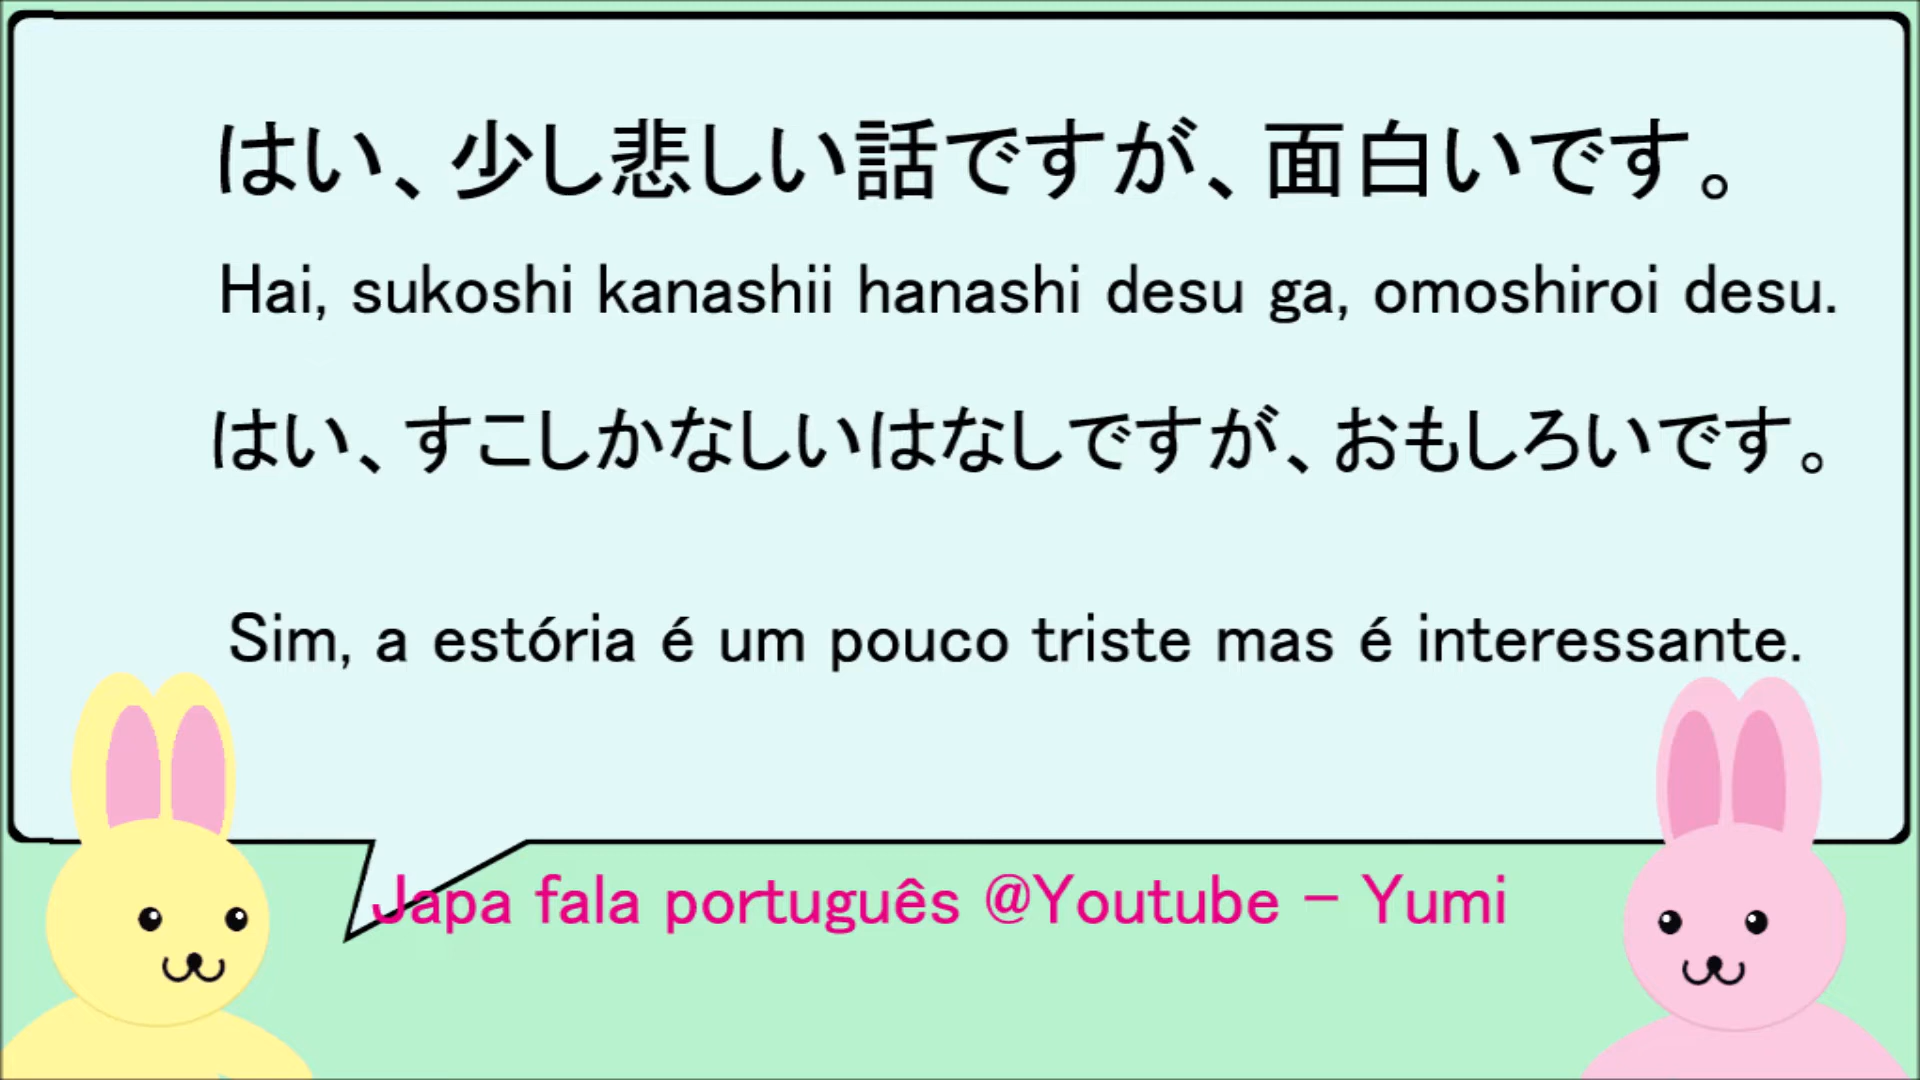 はい、少し悲しい話ですが、面白いです。
Hai, sukoshi kanashii hanashi desu ga, omoshiroi desu.
はい、すこしかなしいはなしですが、おもしろいです。
Sim, a estória é um pouco triste mas é interessante.
Japa fala português @Youtube - Yumi